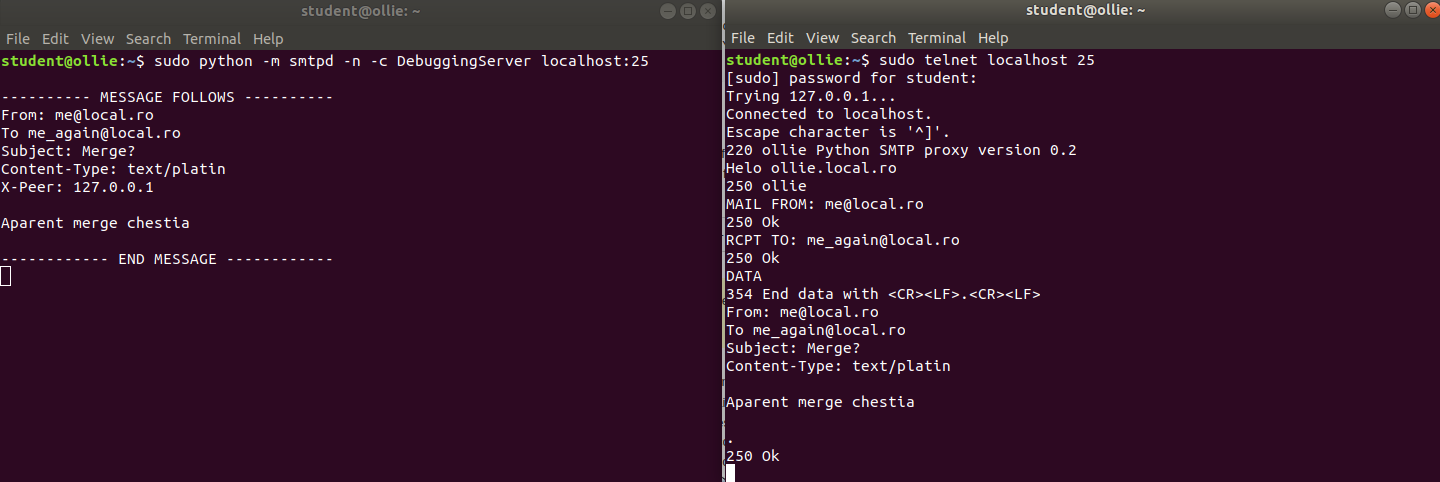 student@ollie: ~
File Edit View Search Terminal Help
student@ollie:~$ sudo python -m smtpd -n -c DebuggingServer localhost:25
---------- MESSAGE FOLLOWS ----------
From: me@local.ro
To me_again@local.ro
Subject: Merge?
Content-Type: text/platin
X-Peer: 127.0.0.1
Aparent merge chestia
------------ END MESSAGE ------------
student@ollie: ~
File Edit View Search Terminal Help
student@ollie:~$ sudo telnet localhost 25
[sudo] password for student:
Trying 127.0.0.1...
Connected to localhost.
Escape character is '^]'.
220 ollie Python SMTP proxy version 0.2
Helo ollie.local.ro
250 ollie
MAIL FROM: me@local.ro
250 Ok
RCPT TO: me_again@local.ro
250 Ok
DATA
354 End data with <CR><LF>.<CR><LF>
From: me@local.ro
To me_again@local.ro
Subject: Merge?
Content-Type: text/platin
Aparent merge chestia
.
250 Ok